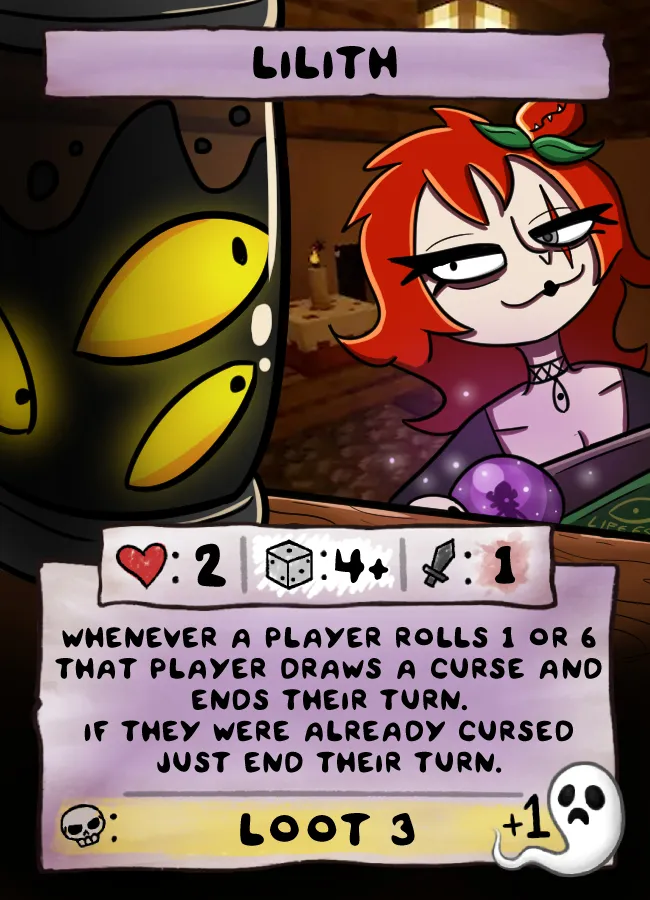 LILITH
: 2 : 4+ : 1
WHENEVER A PLAYER ROLLS 1 OR 6
THAT PLAYER DRAWS A CURSE AND
ENDS THEIR TURN.
IF THEY WERE ALREADY CURSED
JUST END THEIR TURN.
: LOOT 3 +1